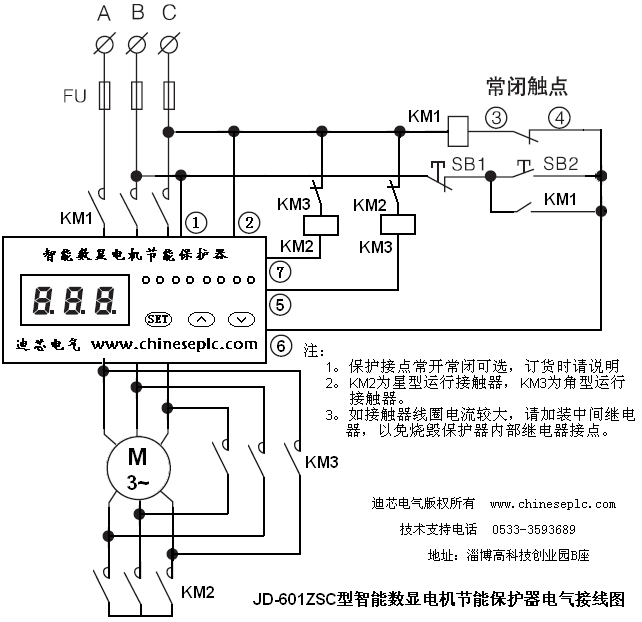 A B C
FU
常闭触点
KM1 ③ ④
SB1 SB2
KM1
KM3 KM2
KM1 ① ②
KM2 KM3
智能数显电机节能保护器
⑦
888
SET
⑤
迪芯电气 www.chineseplc.com
⑥
注：
1。保护接点常开常闭可选，订货时请说明
2。KM2为星型运行接触器，KM3为角型运行
接触器。
3。如接触器线圈电流较大，请加装中间继电
器，以免烧毁保护器内部继电器接点。
M
3~
KM3
迪芯电气版权所有 www.chineseplc.com
技术支持电话 0533-3593689
地址：淄博高科技创业园B座
KM2
JD-601ZSC型智能数显电机节能保护器电气接线图